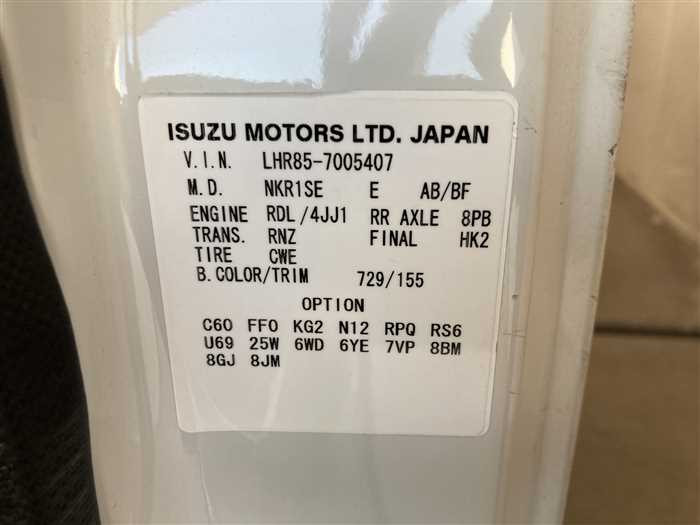 ISUZU MOTORS LTD. JAPAN
V.I.N. LHR85-7005407
M.D. NKR1SE E AB/BF
ENGINE RDL/4JJ1 RR AXLE 8PB
TRANS. RNZ FINAL HK2
TIRE CWE
B.COLOR/TRIM 729/155
OPTION
C60 FF0 KG2 N12 RPQ RS6
U69 25W 6WD 6YE 7VP 8BM
8GJ 8JM